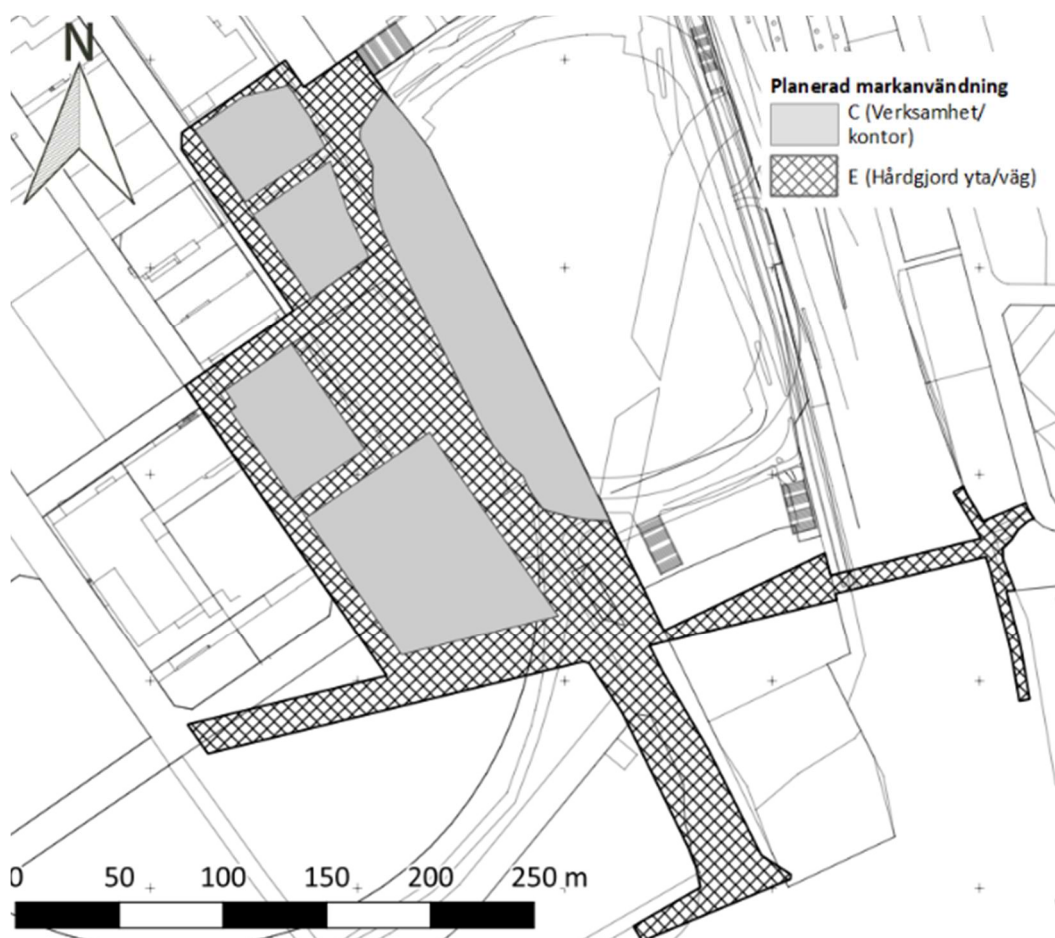 N
Planerad markanvändning
C (Verksamhet/
kontor)
E (Hårdgjord yta/väg)
0 50 100 150 200 250 m